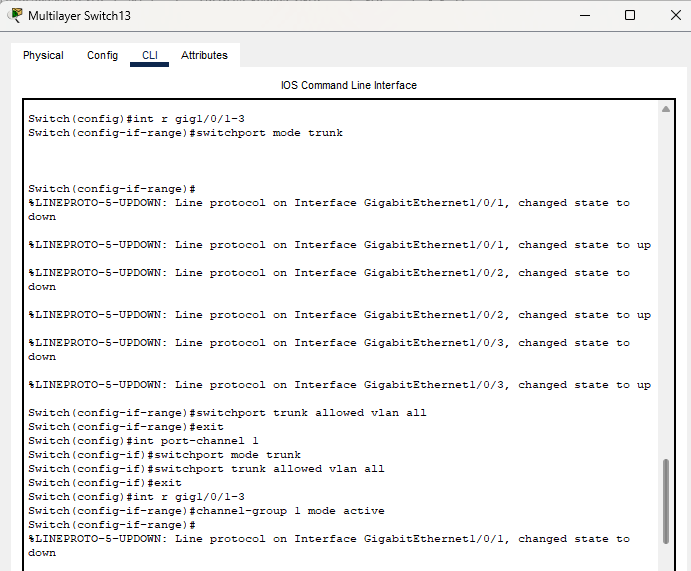 Multilayer Switch13
Physical Config CLI Attributes
IOS Command Line Interface
Switch(config)#int r gig1/0/1-3
Switch(config-if-range)#switchport mode trunk
Switch(config-if-range)#
%LINEPROTO-5-UPDOWN: Line protocol on Interface GigabitEthernet1/0/1, changed state to
down
%LINEPROTO-5-UPDOWN: Line protocol on Interface GigabitEthernet1/0/1, changed state to up
%LINEPROTO-5-UPDOWN: Line protocol on Interface GigabitEthernet1/0/2, changed state to
down
%LINEPROTO-5-UPDOWN: Line protocol on Interface GigabitEthernet1/0/2, changed state to up
%LINEPROTO-5-UPDOWN: Line protocol on Interface GigabitEthernet1/0/3, changed state to
down
%LINEPROTO-5-UPDOWN: Line protocol on Interface GigabitEthernet1/0/3, changed state to up
Switch(config-if-range)#switchport trunk allowed vlan all
Switch(config-if-range)#exit
Switch(config)#int port-channel 1
Switch(config-if)#switchport mode trunk
Switch(config-if)#switchport trunk allowed vlan all
Switch(config-if)#exit
Switch(config)#int r gig1/0/1-3
Switch(config-if-range)#channel-group 1 mode active
Switch(config-if-range)#
%LINEPROTO-5-UPDOWN: Line protocol on Interface GigabitEthernet1/0/1, changed state to
down